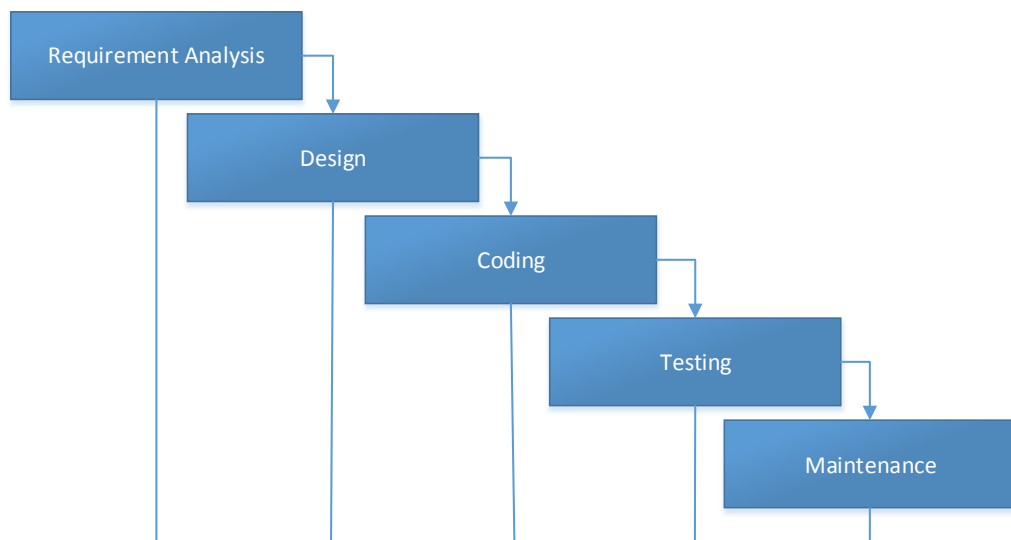 Requirement Analysis
Design
Coding
Testing
Maintenance